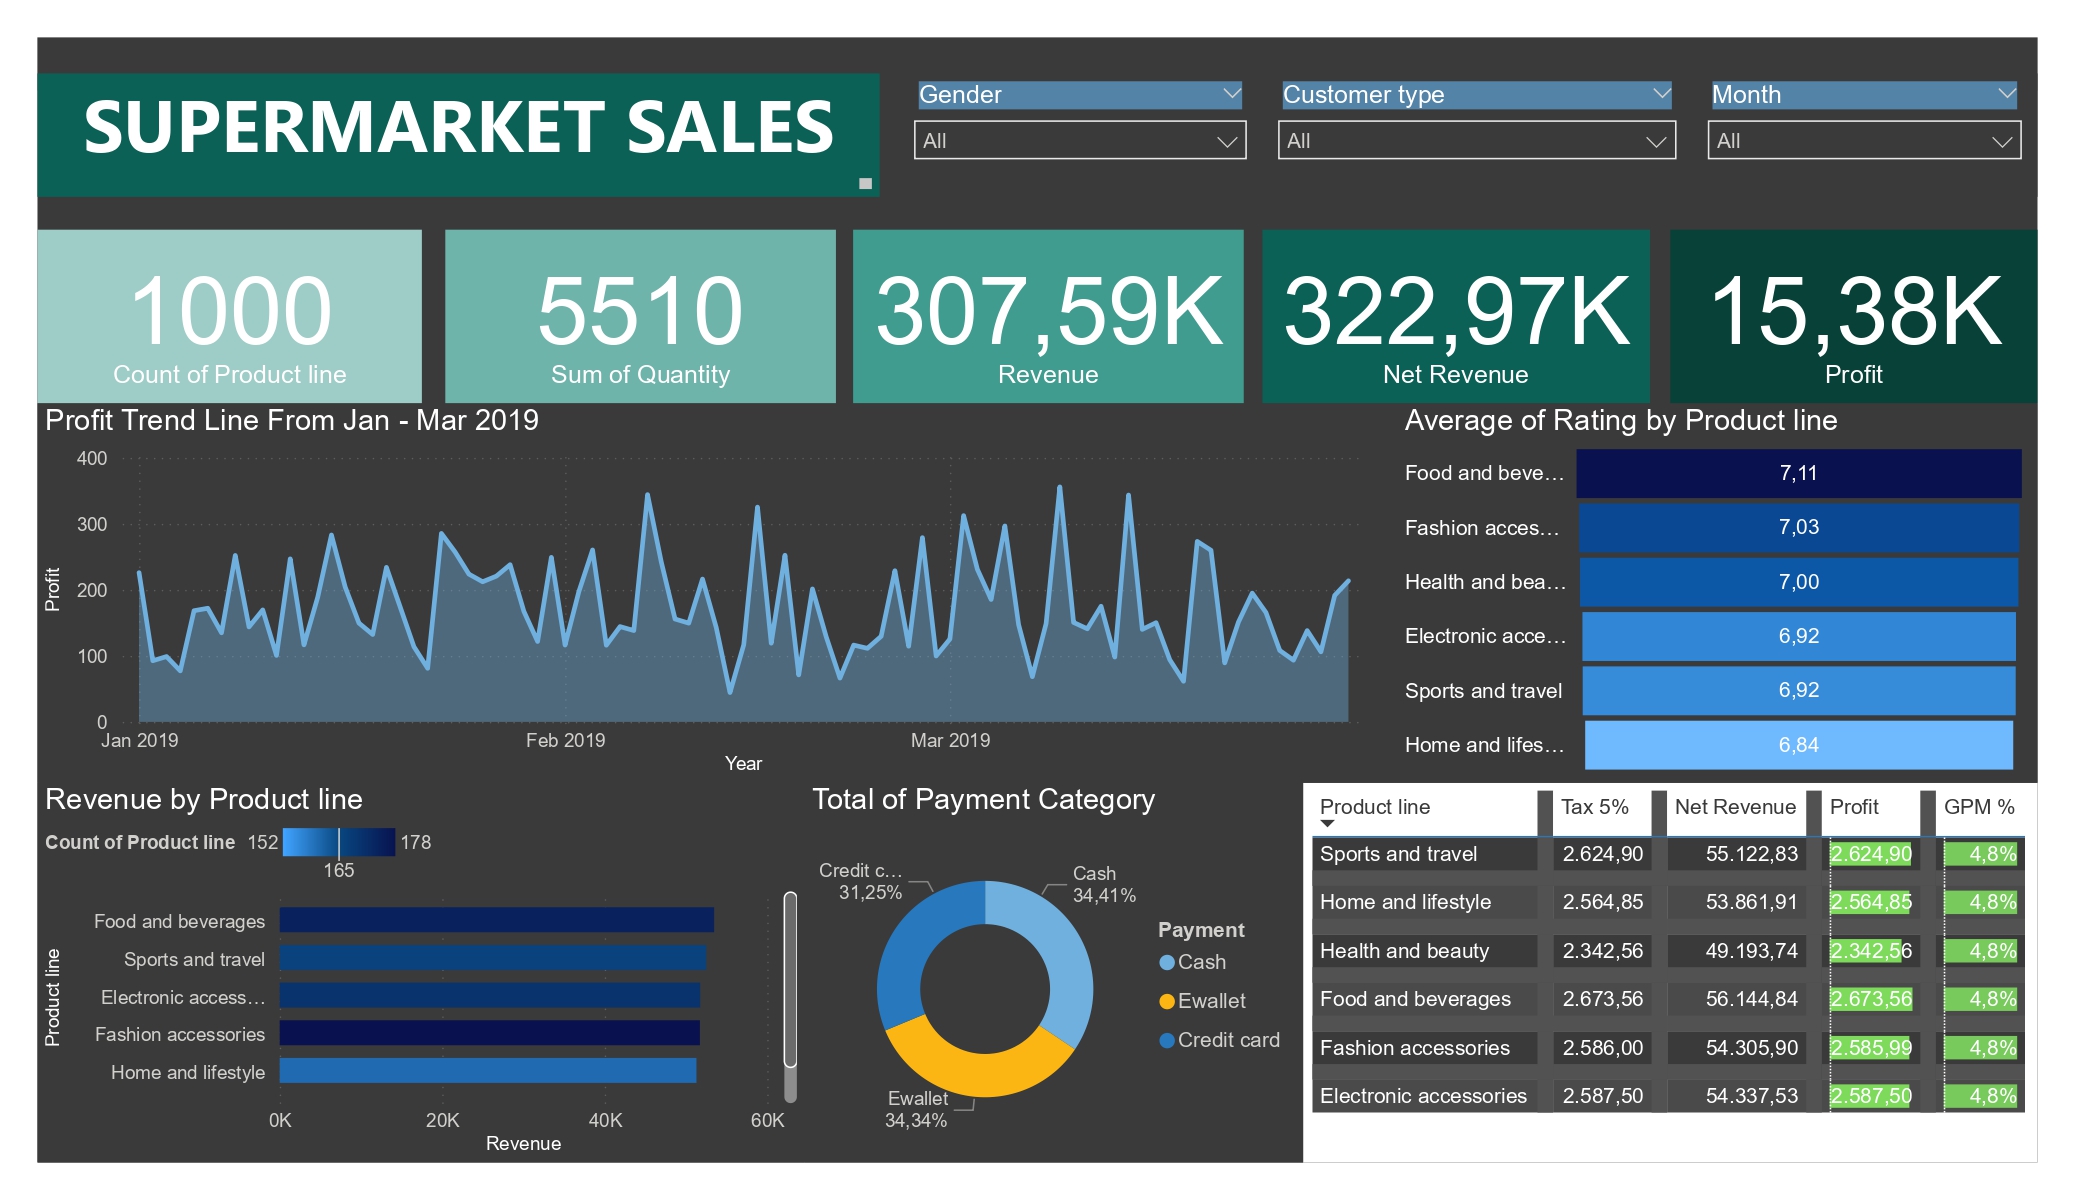 SUPERMARKET SALES
Gender
All
Customer type
All
Month
All
1000
Count of Product line
5510
Sum of Quantity
307,59K
Revenue
322,97K
Net Revenue
15,38K
Profit
Profit Trend Line From Jan - Mar 2019
400
300
200
100
0
Profit
Jan 2019
Feb 2019
Mar 2019
Year
Average of Rating by Product line
Food and beve… 7,11
Fashion acces… 7,03
Health and bea… 7,00
Electronic acce… 6,92
Sports and travel 6,92
Home and lifes… 6,84
Revenue by Product line
Count of Product line 152 178
165
Product line
Food and beverages
Sports and travel
Electronic access…
Fashion accessories
Home and lifestyle
0K 20K 40K 60K
Revenue
Total of Payment Category
Credit c…
31,25%
Cash
34,41%
Ewallet
34,34%
Payment
Cash
Ewallet
Credit card
Product line Tax 5% Net Revenue Profit GPM %
Sports and travel 2.624,90 55.122,83 2.624,90 4,8%
Home and lifestyle 2.564,85 53.861,91 2.564,85 4,8%
Health and beauty 2.342,56 49.193,74 2.342,56 4,8%
Food and beverages 2.673,56 56.144,84 2.673,56 4,8%
Fashion accessories 2.586,00 54.305,90 2.585,99 4,8%
Electronic accessories 2.587,50 54.337,53 2.587,50 4,8%